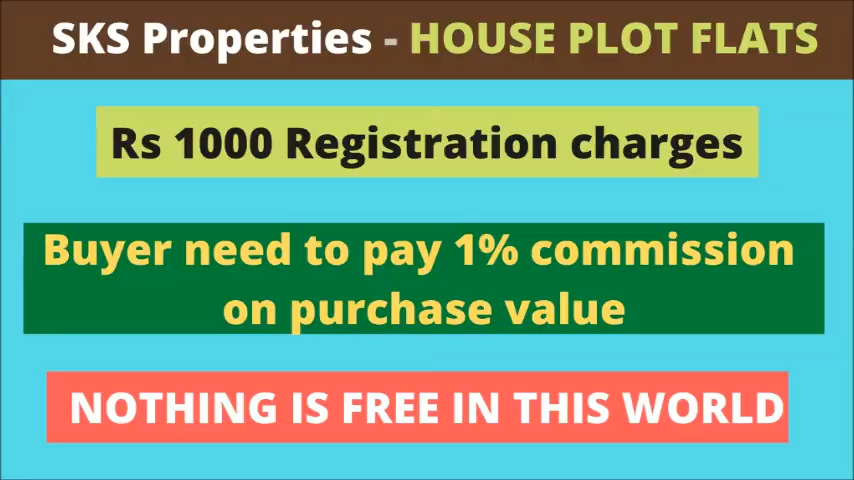 SKS Properties - HOUSE PLOT FLATS
Rs 1000 Registration charges
Buyer need to pay 1% commission
on purchase value
NOTHING IS FREE IN THIS WORLD